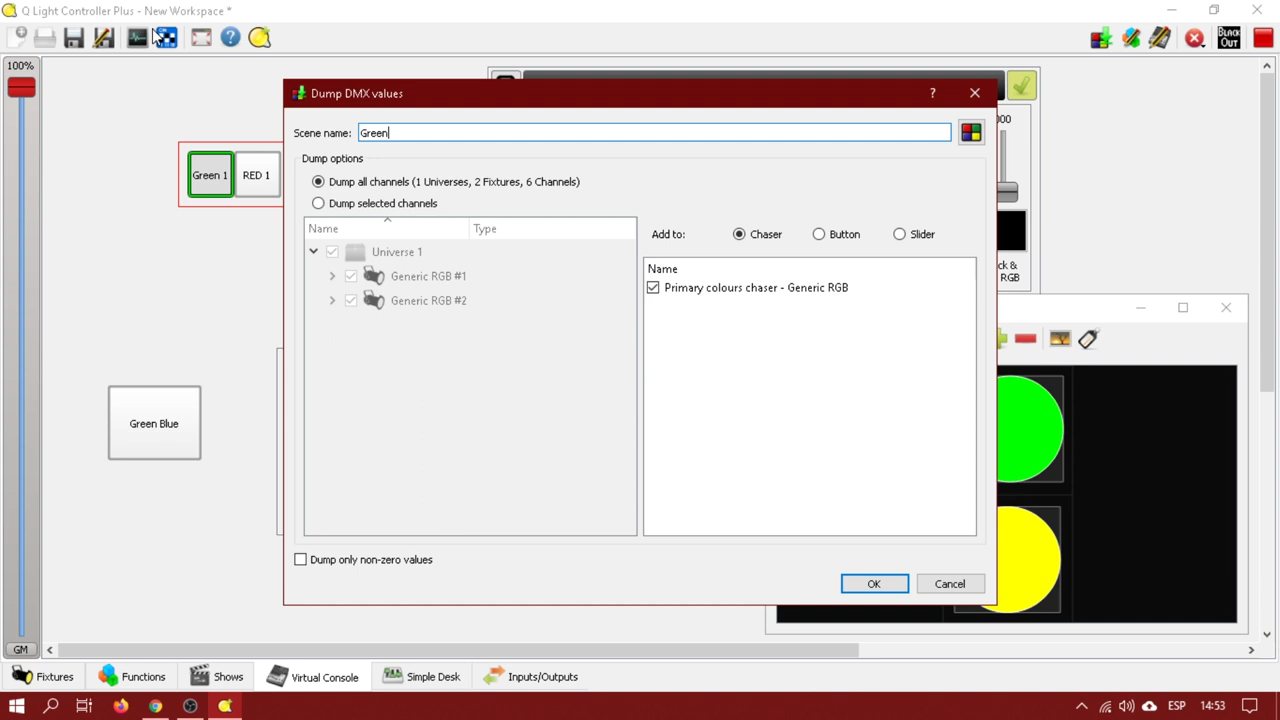 Q Light Controller Plus - New Workspace *
100%
BLACK
OUT
Dump DMX values
?
Scene name: Green
000
Dump options
Green 1
RED 1
Dump all channels (1 Universes, 2 Fixtures, 6 Channels)
Dump selected channels
Name
Type
Add to:
Chaser
Button
Slider
Universe 1
Generic RGB #1
Generic RGB #2
Name
Primary colours chaser - Generic RGB
ck &
RGB
Green Blue
Dump only non-zero values
OK
Cancel
GM
Fixtures
Functions
Shows
Virtual Console
Simple Desk
Inputs/Outputs
ESP
14:53